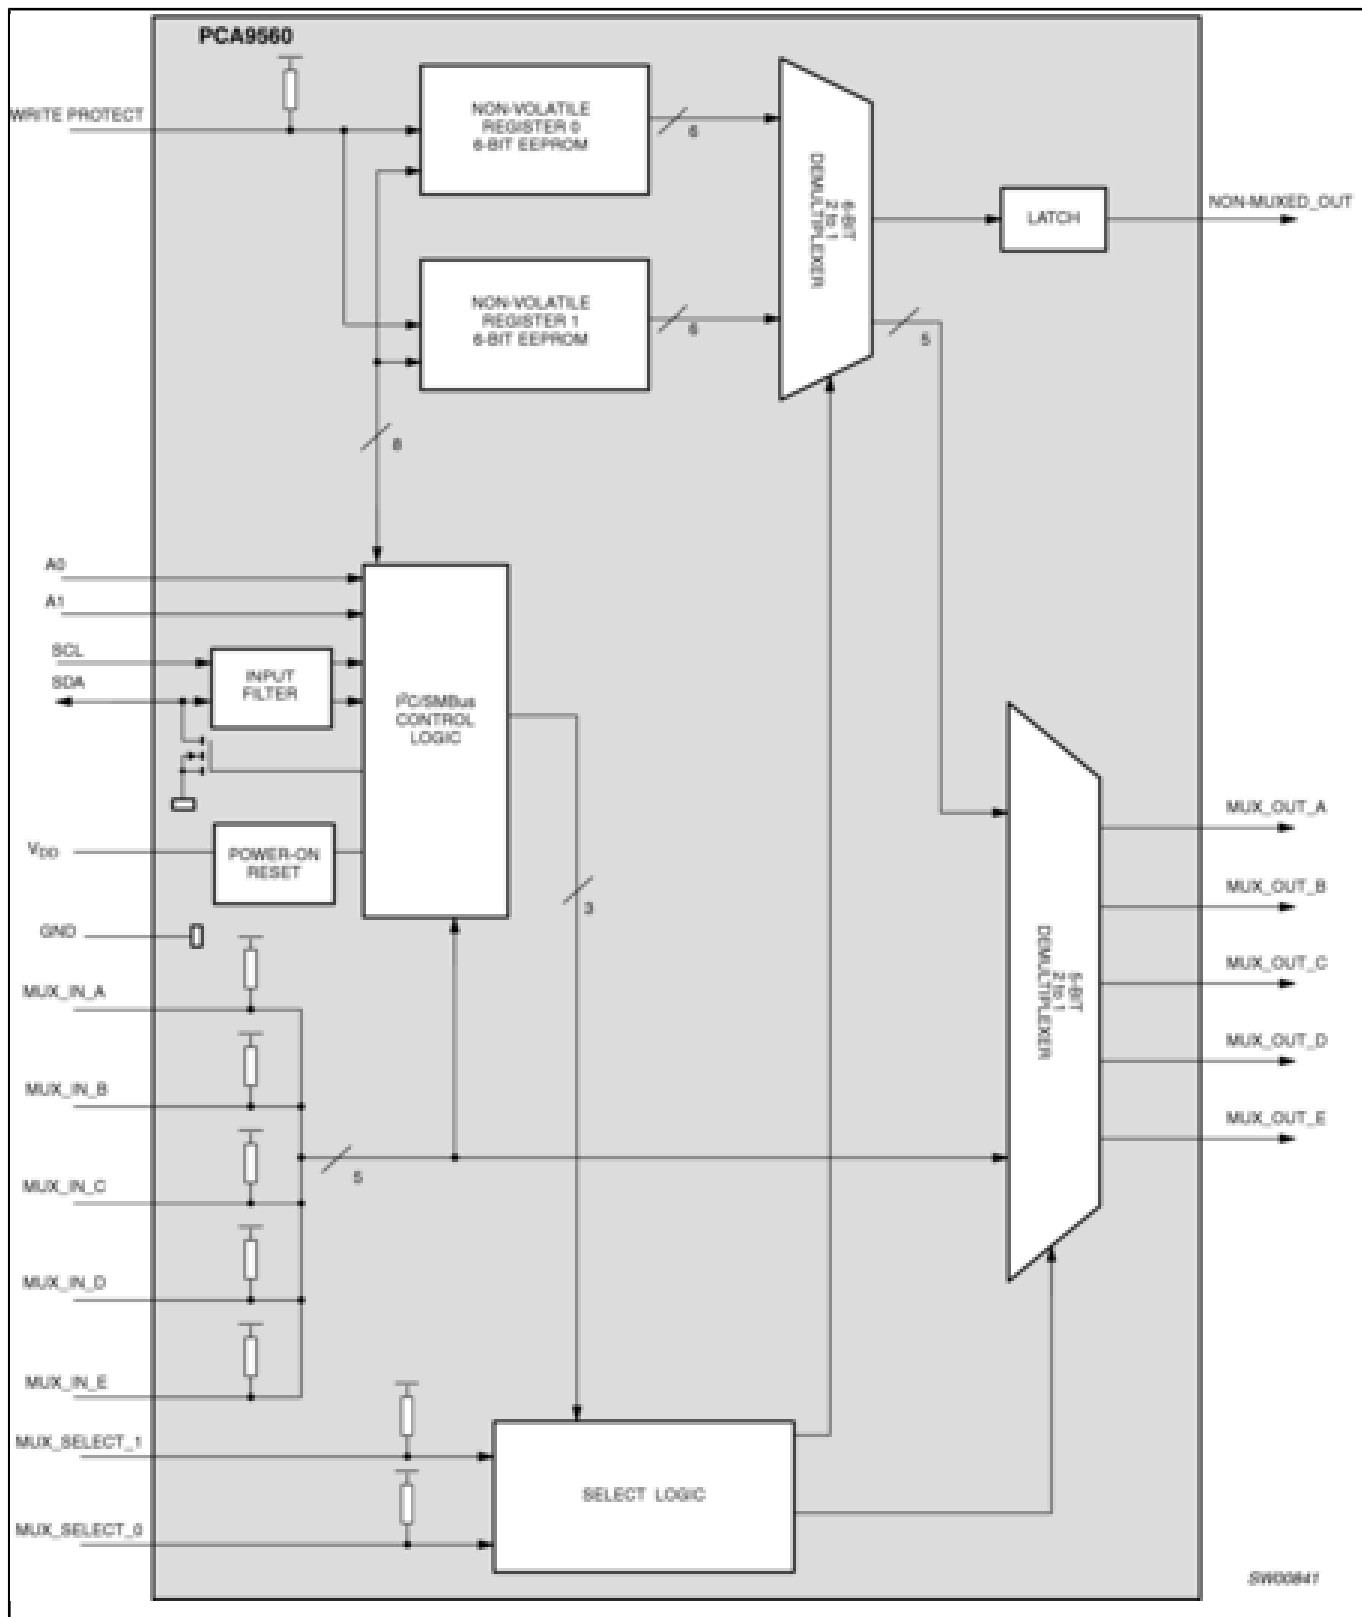 PCA9560
WRITE PROTECT
NON-VOLATILE
REGISTER 0
6-BIT EEPROM
6
6-BIT
2 to 1
DEMULTIPLEXER
LATCH
NON-MUXED_OUT
NON-VOLATILE
REGISTER 1
6-BIT EEPROM
6
5
8
A0
A1
SCL
SDA
INPUT
FILTER
I²C/SMBus
CONTROL
LOGIC
VDD
POWER-ON
RESET
3
GND
MUX_IN_A
MUX_IN_B
MUX_IN_C
MUX_IN_D
MUX_IN_E
5
5-BIT
2 to 1
DEMULTIPLEXER
MUX_OUT_A
MUX_OUT_B
MUX_OUT_C
MUX_OUT_D
MUX_OUT_E
MUX_SELECT_1
MUX_SELECT_0
SELECT LOGIC
SW00841